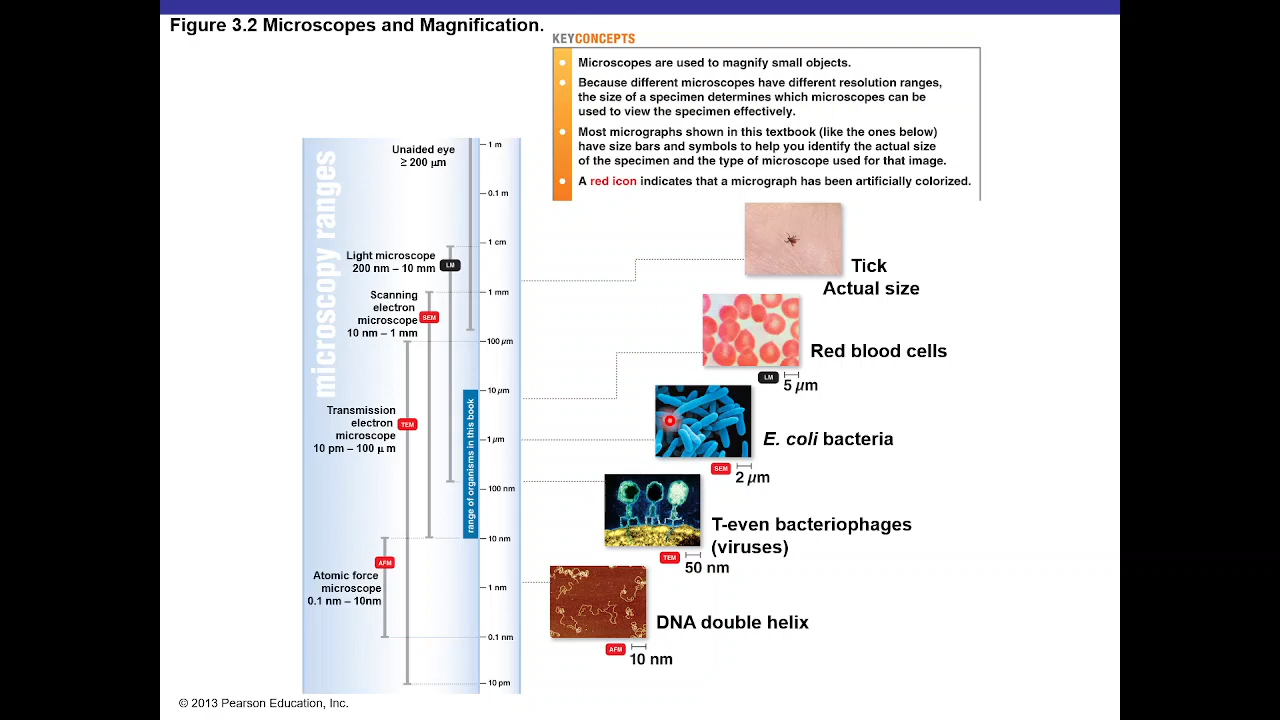 Figure 3.2 Microscopes and Magnification.
KEYCONCEPTS
Microscopes are used to magnify small objects.
Because different microscopes have different resolution ranges,
the size of a specimen determines which microscopes can be
used to view the specimen effectively.
Most micrographs shown in this textbook (like the ones below)
have size bars and symbols to help you identify the actual size
of the specimen and the type of microscope used for that image.
A red icon indicates that a micrograph has been artificially colorized.
microscopy ranges
Unaided eye
≥ 200 μm
Light microscope
200 nm – 10 mm
LM
Scanning
electron
microscope
10 nm – 1 mm
SEM
Transmission
electron
microscope
10 pm – 100 μ m
TEM
Atomic force
microscope
0.1 nm – 10nm
AFM
range of organisms in this book
1 m
0.1 m
1 cm
1 mm
100 μm
10 μm
1 μm
100 nm
10 nm
1 nm
0.1 nm
10 pm
Tick
Actual size
Red blood cells
LM
5 μm
E. coli bacteria
SEM
2 μm
T-even bacteriophages
(viruses)
TEM
50 nm
DNA double helix
AFM
10 nm
© 2013 Pearson Education, Inc.